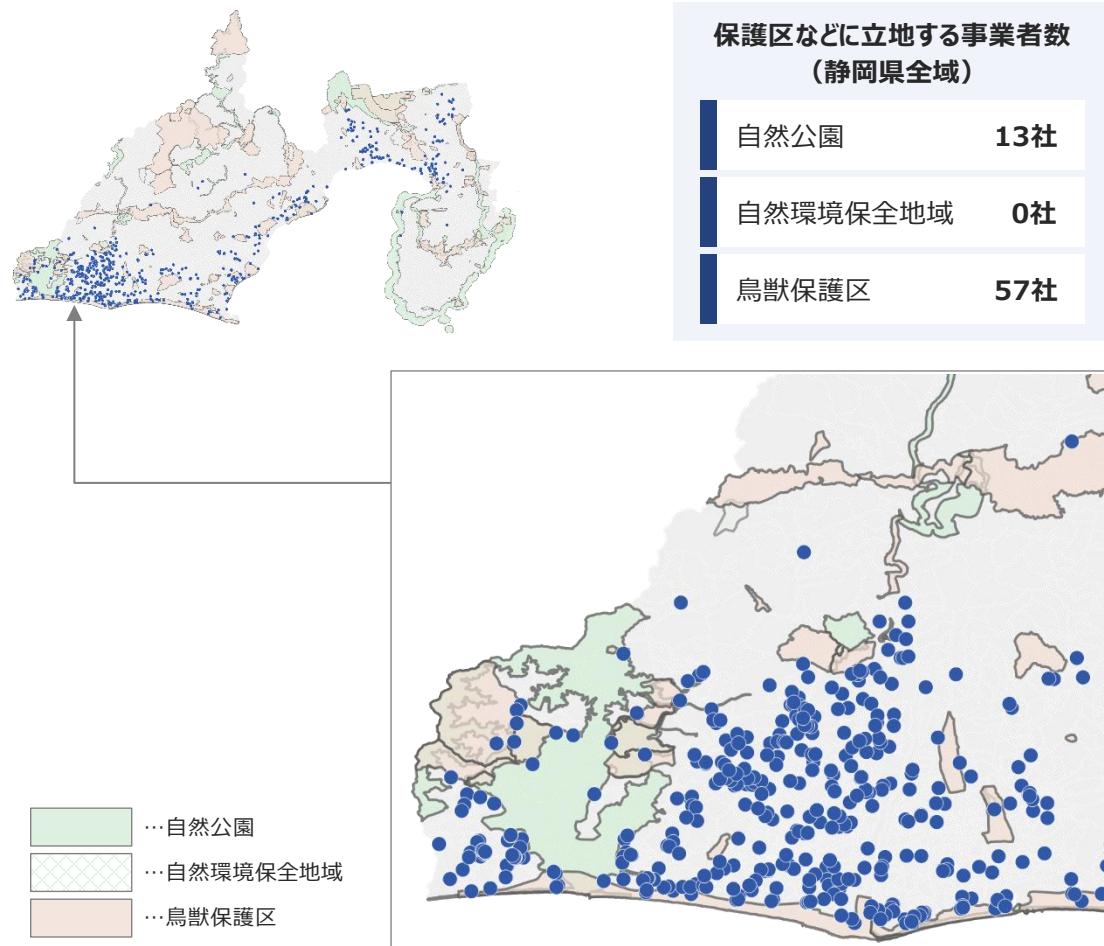 保護区などに立地する事業者数
（静岡県全域）
自然公園 13社
自然環境保全地域 0社
鳥獣保護区 57社
…自然公園
…自然環境保全地域
…鳥獣保護区